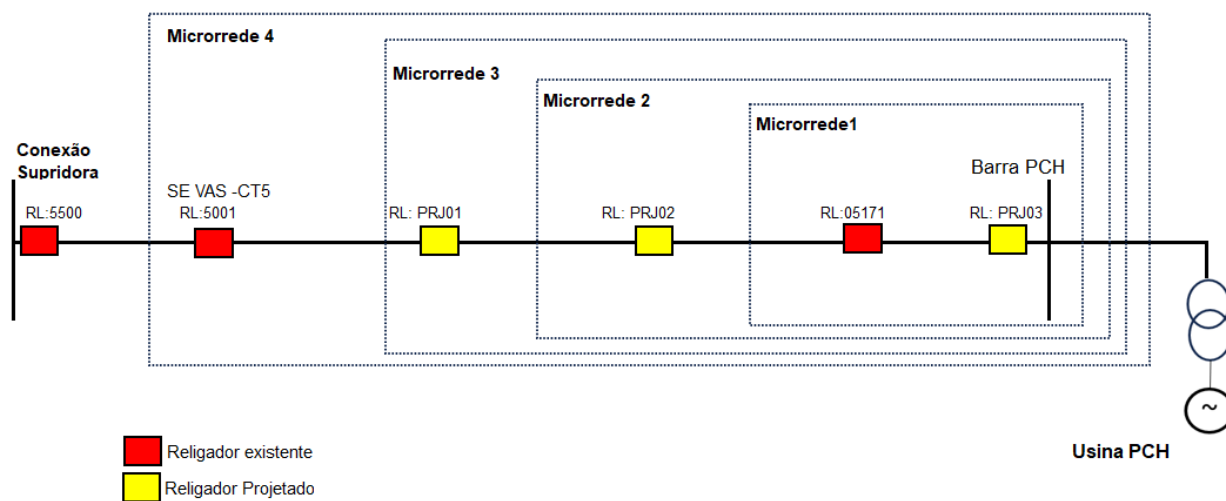 Microrrede 4
Microrrede 3
Microrrede 2
Microrrede1
Conexão
Supridora
Barra PCH
SE VAS -CT5
RL:5500
RL:5001
RL: PRJ01
RL: PRJ02
RL:05171
RL: PRJ03
~
Usina PCH
Religador existente
Religador Projetado